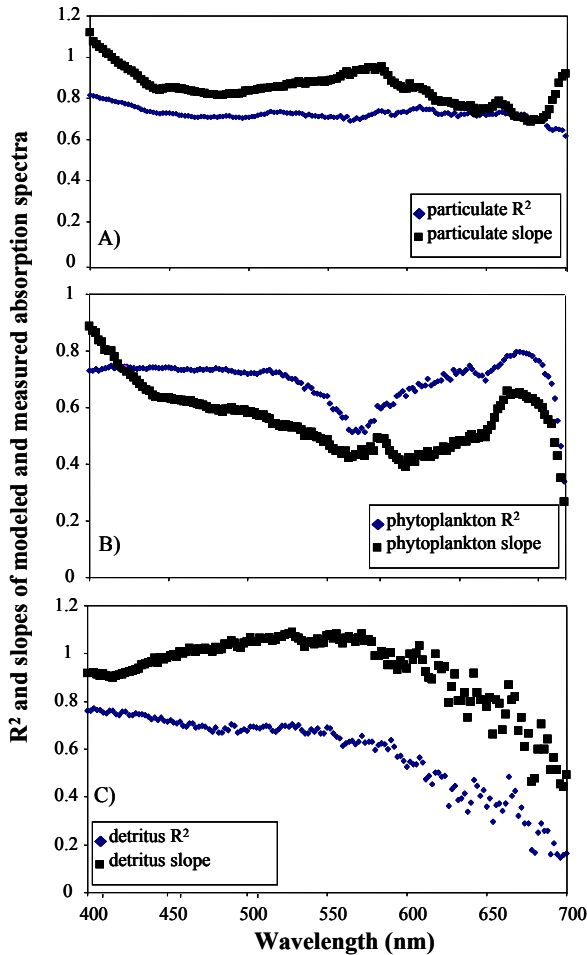 R² and slopes of modeled and measured absorption spectra
1.2
1
0.8
0.6
0.4
0.2
0
A)
particulate R²
particulate slope
1
0.8
0.6
0.4
0.2
0
B)
phytoplankton R²
phytoplankton slope
1.2
1
0.8
0.6
0.4
0.2
0
C)
detritus R²
detritus slope
400 450 500 550 600 650 700
Wavelength (nm)